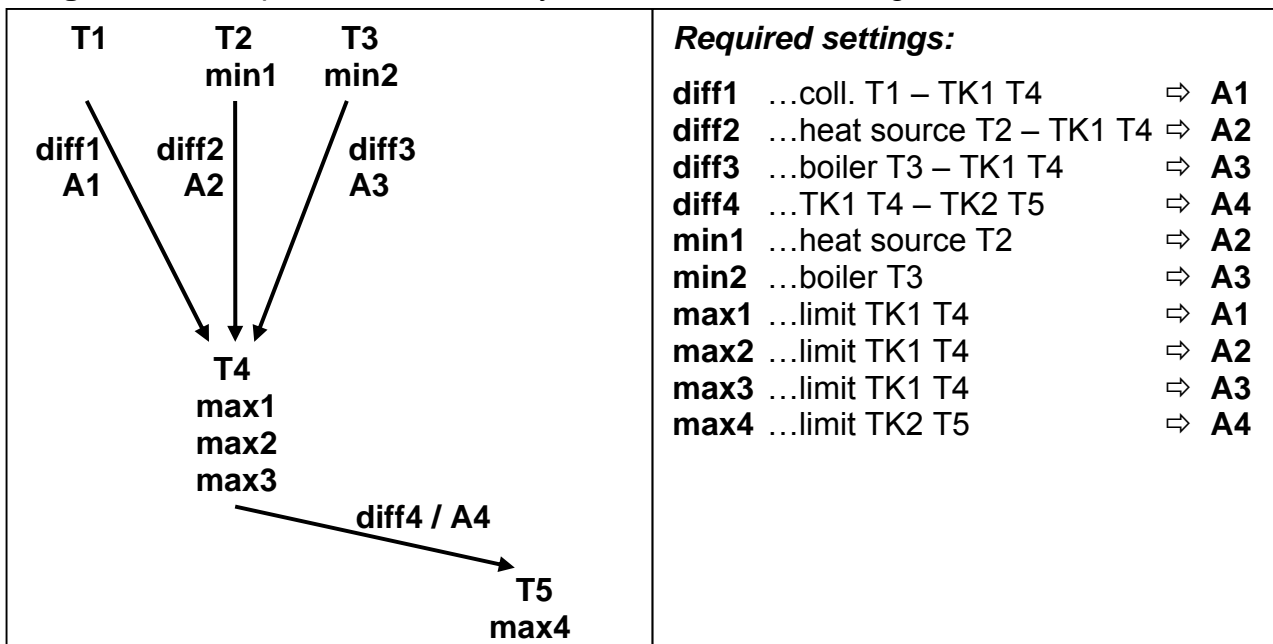 T1 T2 T3
min1 min2
diff1 diff2 diff3
A1 A2 A3
T4
max1
max2
max3
diff4 / A4
T5
max4
Required settings:
diff1 …coll. T1 – TK1 T4 ⇨ A1
diff2 …heat source T2 – TK1 T4 ⇨ A2
diff3 …boiler T3 – TK1 T4 ⇨ A3
diff4 …TK1 T4 – TK2 T5 ⇨ A4
min1 …heat source T2 ⇨ A2
min2 …boiler T3 ⇨ A3
max1 …limit TK1 T4 ⇨ A1
max2 …limit TK1 T4 ⇨ A2
max3 …limit TK1 T4 ⇨ A3
max4 …limit TK2 T5 ⇨ A4